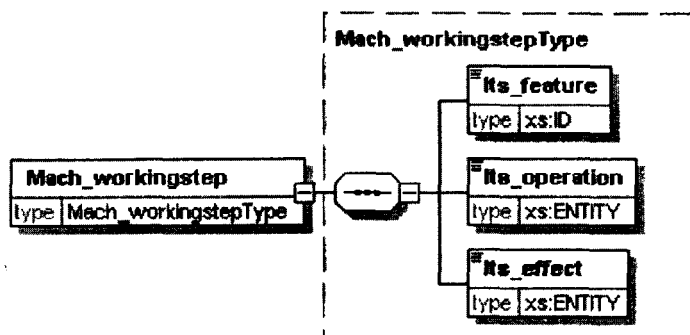 Mach_workingstepType
Its_feature
type xs:ID
Mach_workingstep
type Mach_workingstepType
Its_operation
type xs:ENTITY
Its_effect
type xs:ENTITY